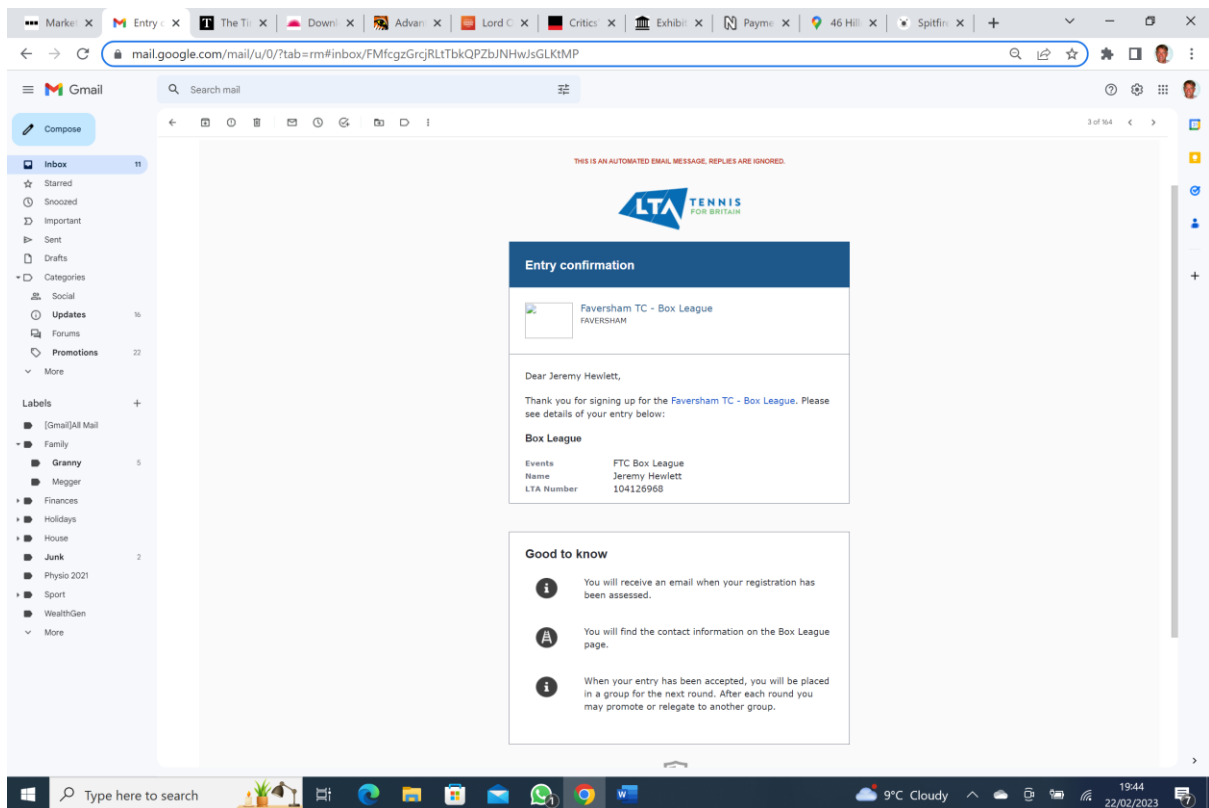 Market
Entry c
The Ti
Downl
Advan
Lord C
Critics'
Exhibit
Payme
46 Hill
Spitfire
mail.google.com/mail/u/0/?tab=rm#inbox/FMfcgzGrcjRLtTbkQPZbJNHwJsGLKtMP
Gmail
Search mail
Compose
3 of 164
Inbox 11
Starred
Snoozed
Important
Sent
Drafts
Categories
Social
Updates 16
Forums
Promotions 22
More
Labels
[Gmail]All Mail
Family
Granny 5
Megger
Finances
Holidays
House
Junk 2
Physio 2021
Sport
WealthGen
More
THIS IS AN AUTOMATED EMAIL MESSAGE, REPLIES ARE IGNORED.
LTA TENNIS
FOR BRITAIN
Entry confirmation
Faversham TC - Box League
FAVERSHAM
Dear Jeremy Hewlett,
Thank you for signing up for the Faversham TC - Box League. Please
see details of your entry below:
Box League
Events FTC Box League
Name Jeremy Hewlett
LTA Number 104126968
Good to know
You will receive an email when your registration has
been assessed.
You will find the contact information on the Box League
page.
When your entry has been accepted, you will be placed
in a group for the next round. After each round you
may promote or relegate to another group.
Type here to search
9°C Cloudy
19:44
22/02/2023